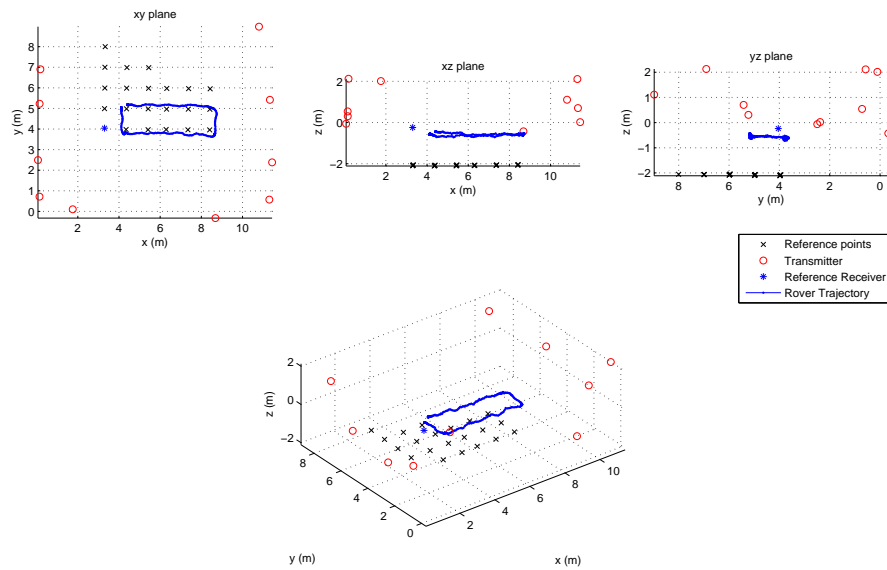 xy plane
8
7
6
5
4
3
2
1
0
y (m)
2 4 6 8 10
x (m)
xz plane
2
0
−2
z (m)
2 4 6 8 10
x (m)
yz plane
2
1
0
−1
−2
z (m)
8 6 4 2 0
y (m)
Reference points
Transmitter
Reference Receiver
Rover Trajectory
2
0
−2
z (m)
8
6
4
2
0
y (m)
2
4
6
8
10
x (m)